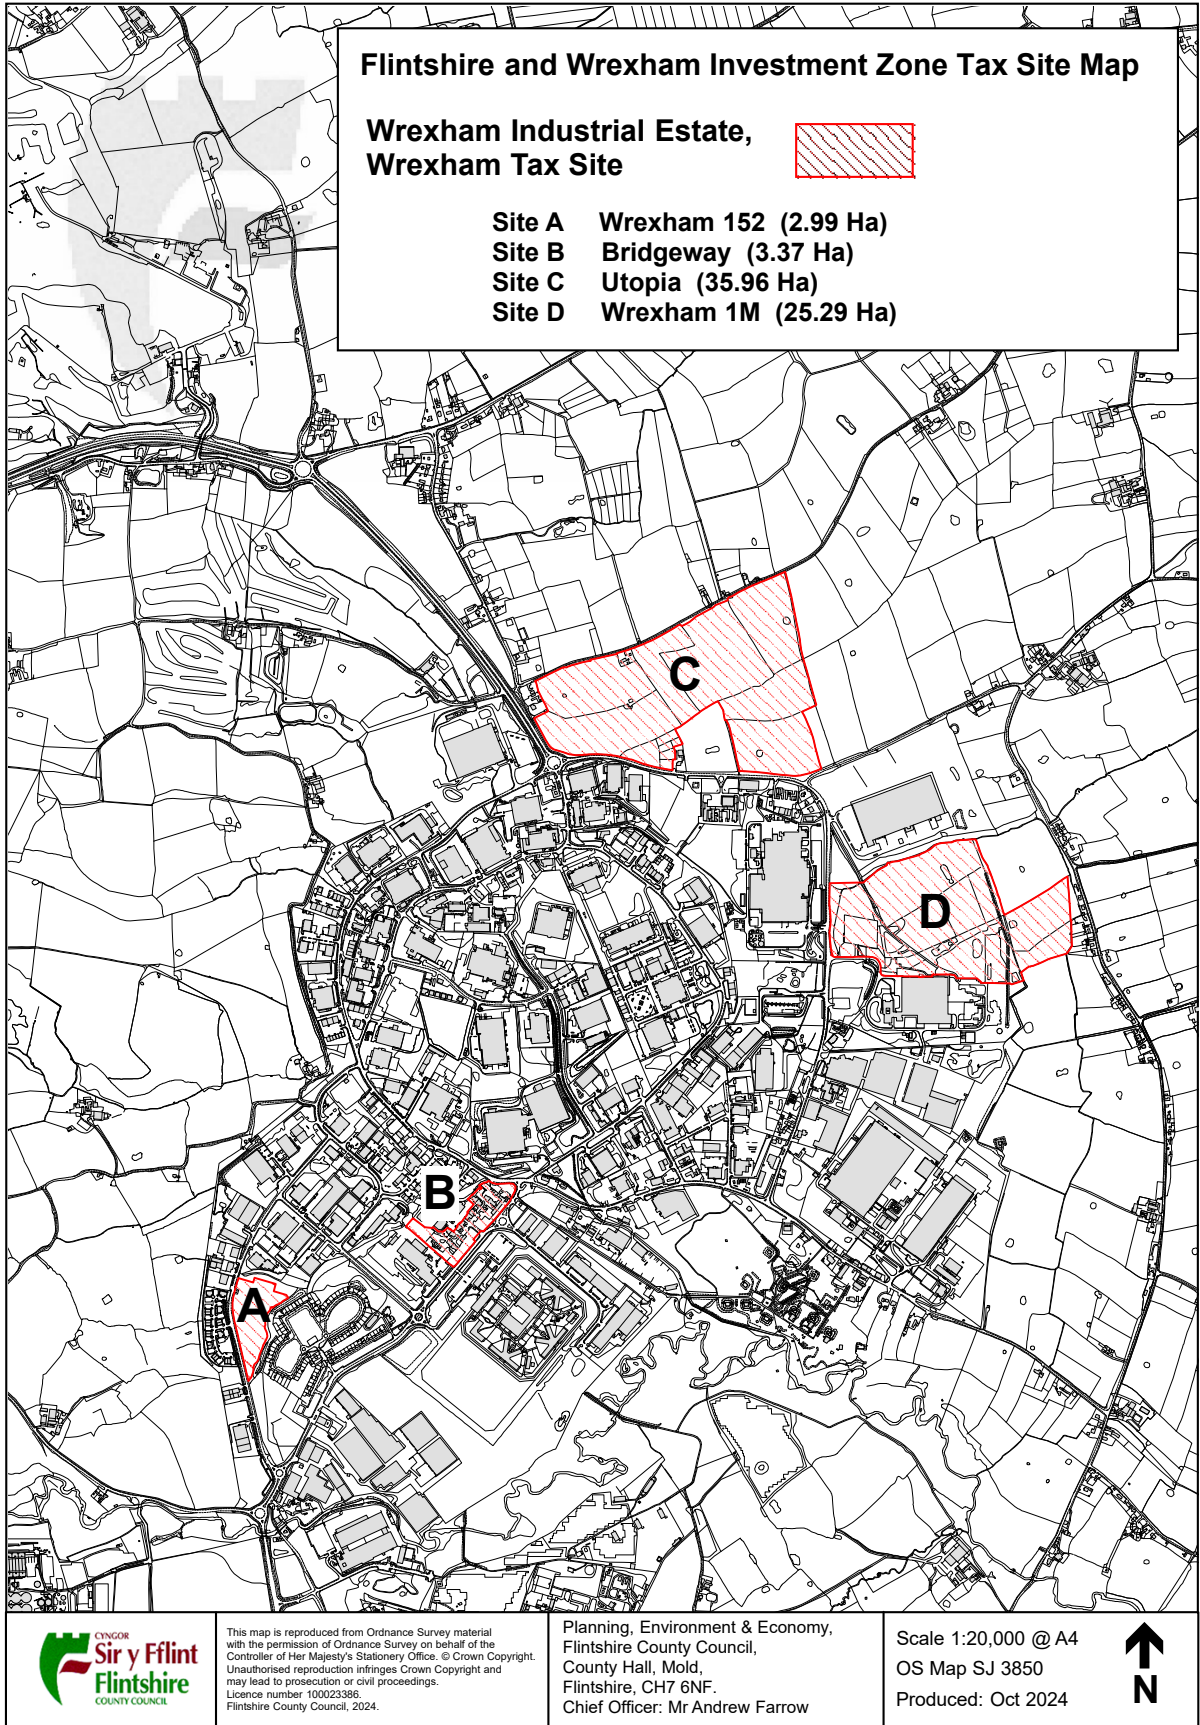 Flintshire and Wrexham Investment Zone Tax Site Map
Wrexham Industrial Estate,
Wrexham Tax Site
Site A Wrexham 152 (2.99 Ha)
Site B Bridgeway (3.37 Ha)
Site C Utopia (35.96 Ha)
Site D Wrexham 1M (25.29 Ha)
C
D
B
A
CYNGOR
Sir y Fflint
Flintshire
COUNTY COUNCIL
This map is reproduced from Ordnance Survey material
with the permission of Ordnance Survey on behalf of the
Controller of Her Majesty's Stationery Office. © Crown Copyright.
Unauthorised reproduction infringes Crown Copyright and
may lead to prosecution or civil proceedings.
Licence number 100023386.
Flintshire County Council, 2024.
Planning, Environment & Economy,
Flintshire County Council,
County Hall, Mold,
Flintshire, CH7 6NF.
Chief Officer: Mr Andrew Farrow
Scale 1:20,000 @ A4
OS Map SJ 3850
Produced: Oct 2024
N